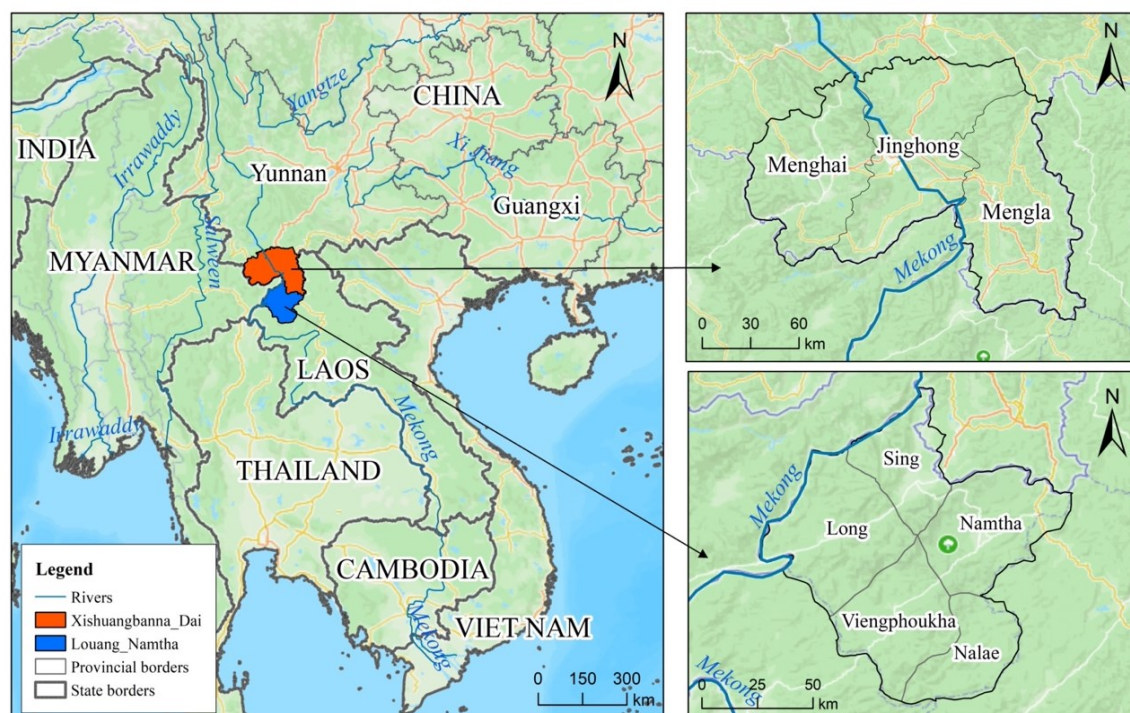 N
Yangtze
CHINA
INDIA
Irrawaddy
Xi Jiang
Yunnan
Guangxi
Salween
MYANMAR
LAOS
Irrawaddy
Mekong
THAILAND
CAMBODIA
VIET NAM
Mekong
Legend
Rivers
Xishuangbanna_Dai
Louang_Namtha
Provincial borders
State borders
0 150 300
km
N
Jinghong
Menghai
Mengla
Mekong
0 30 60
km
N
Sing
Mekong
Long
Namtha
Viengphoukha
Nalae
Mekong
0 25 50
km